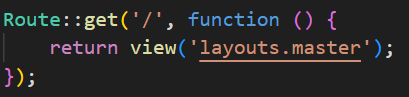 Route::get('/', function () {
    return view('layouts.master');
});